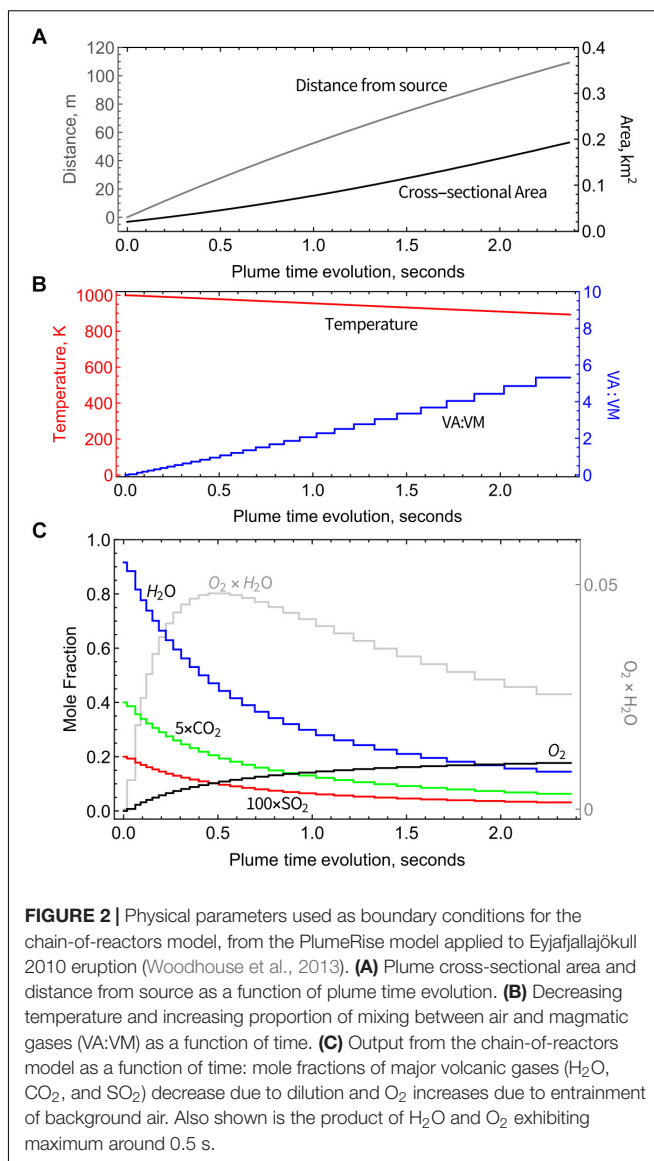 A
120
100
80
60
40
20
0
Distance, m
Distance from source
Cross–sectional Area
0.4
0.3
0.2
0.1
0.0
Area, km²
0.0 0.5 1.0 1.5 2.0
Plume time evolution, seconds
B
1000
800
600
400
200
0
Temperature, K
Temperature
VA:VM
10
8
6
4
2
0
VA:VM
0.0 0.5 1.0 1.5 2.0
Plume time evolution, seconds
C
1.0
0.8
0.6
0.4
0.2
0.0
Mole Fraction
H₂O
O₂ × H₂O
5×CO₂
O₂
100×SO₂
0.05
0
O₂ × H₂O
0.0 0.5 1.0 1.5 2.0
Plume time evolution, seconds
FIGURE 2 | Physical parameters used as boundary conditions for the
chain-of-reactors model, from the PlumeRise model applied to Eyjafjallajökull
2010 eruption (Woodhouse et al., 2013). (A) Plume cross-sectional area and
distance from source as a function of plume time evolution. (B) Decreasing
temperature and increasing proportion of mixing between air and magmatic
gases (VA:VM) as a function of time. (C) Output from the chain-of-reactors
model as a function of time: mole fractions of major volcanic gases (H₂O,
CO₂, and SO₂) decrease due to dilution and O₂ increases due to entrainment
of background air. Also shown is the product of H₂O and O₂ exhibiting
maximum around 0.5 s.